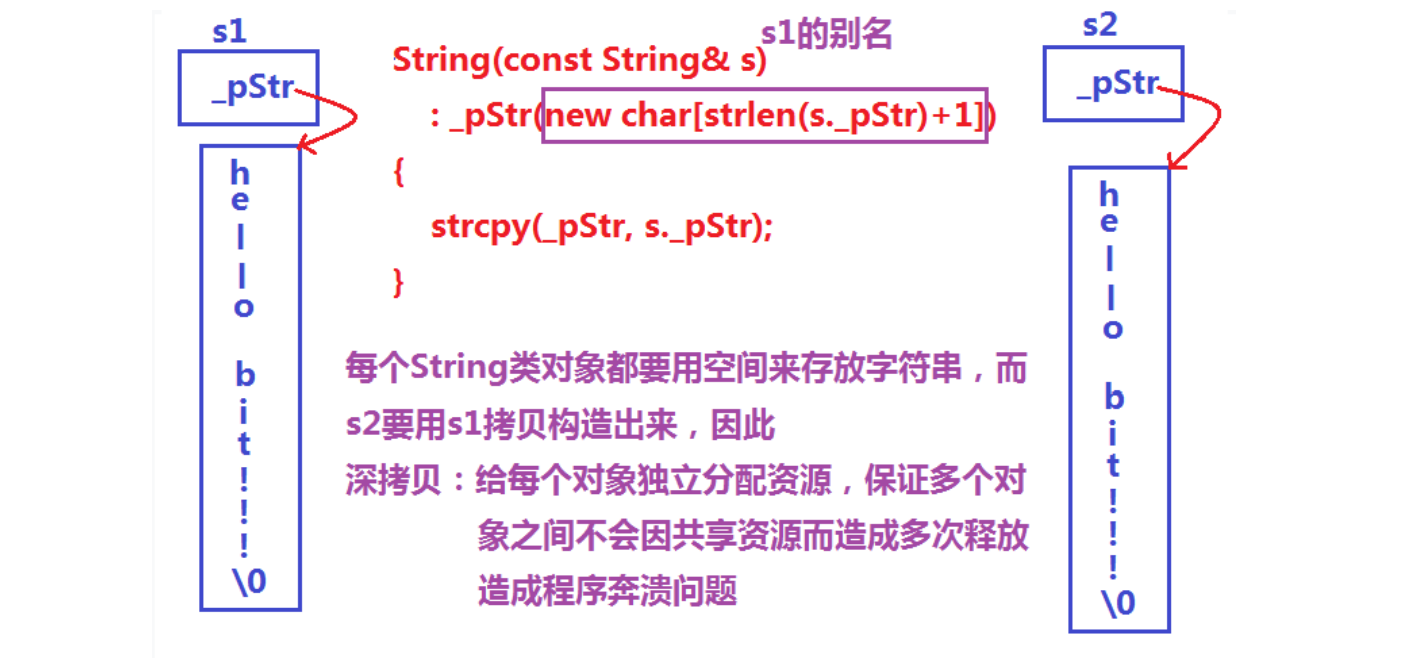 s1
_pStr
h
e
l
l
o
b
i
t
!
!
!
\0
s1的别名
String(const String& s)
: _pStr(new char[strlen(s._pStr)+1])
{
strcpy(_pStr, s._pStr);
}
每个String类对象都要用空间来存放字符串，而
s2要用s1拷贝构造出来，因此
深拷贝：给每个对象独立分配资源，保证多个对
象之间不会因共享资源而造成多次释放
造成程序奔溃问题
s2
_pStr
h
e
l
l
o
b
i
t
!
!
!
\0